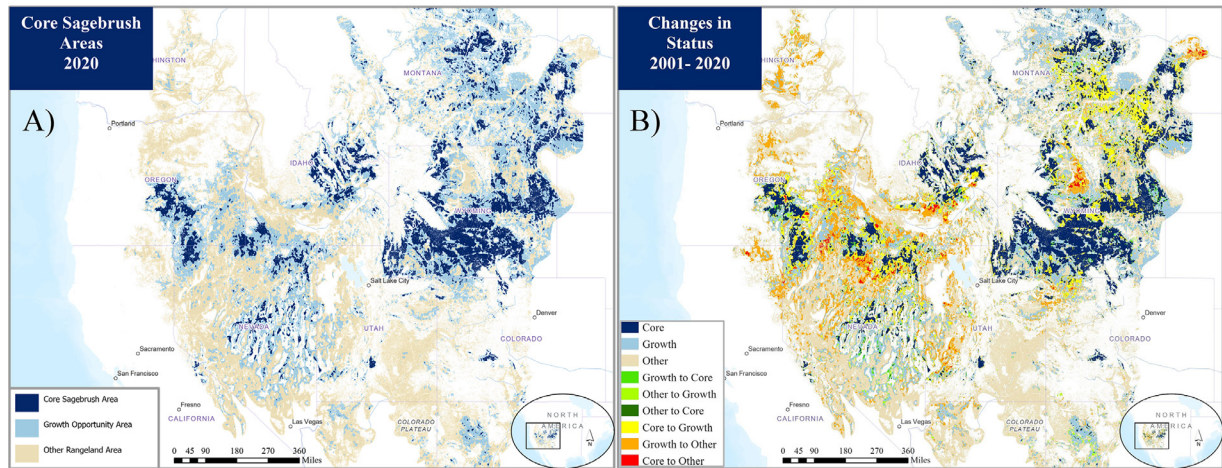 Core Sagebrush
Areas
2020
A)
HINGTON
MONTANA
Portland
OREGON
IDAHO
WYOMING
Salt Lake City
NEVADA
UTAH
Denver
COLORADO
Sacramento
San Francisco
Fresno
CALIFORNIA
Las Vegas
COLORADO
PLATEAU
Core Sagebrush Area
Growth Opportunity Area
Other Rangeland Area
0 45 90 180 270 360
Miles
NORTH
AMERICA
N
Changes in
Status
2001- 2020
B)
HINGTON
MONTANA
Portland
OREGON
IDAHO
WYOMING
Salt Lake City
NEVADA
UTAH
Denver
COLORADO
Sacramento
San Francisco
Fresno
CALIFORNIA
Las Vegas
COLORADO
PLATEAU
Core
Growth
Other
Growth to Core
Other to Growth
Other to Core
Core to Growth
Growth to Other
Core to Other
0 45 90 180 270 360
Miles
NORTH
AMERICA
N